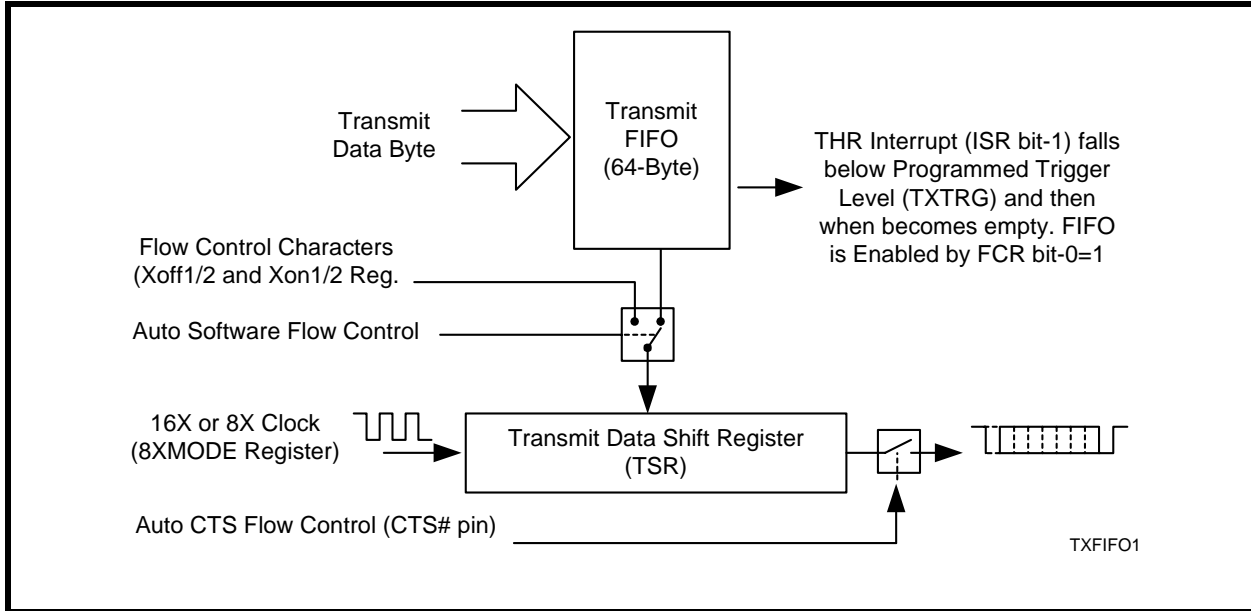 Transmit
Data Byte
Transmit
FIFO
(64-Byte)
THR Interrupt (ISR bit-1) falls
below Programmed Trigger
Level (TXTRG) and then
when becomes empty. FIFO
is Enabled by FCR bit-0=1
Flow Control Characters
(Xoff1/2 and Xon1/2 Reg.
Auto Software Flow Control
16X or 8X Clock
(8XMODE Register)
Transmit Data Shift Register
(TSR)
Auto CTS Flow Control (CTS# pin)
TXFIFO1